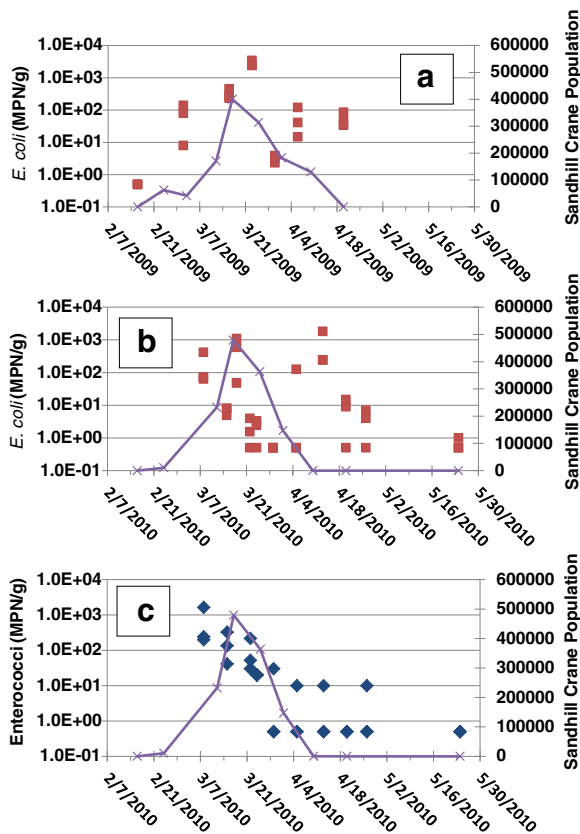 a
E. coli (MPN/g)
1.0E+04
1.0E+03
1.0E+02
1.0E+01
1.0E+00
1.0E-01
600000
500000
400000
300000
200000
100000
0
Sandhill Crane Population
2/7/2009
2/21/2009
3/7/2009
3/21/2009
4/4/2009
4/18/2009
5/2/2009
5/16/2009
5/30/2009
b
E. coli (MPN/g)
1.0E+04
1.0E+03
1.0E+02
1.0E+01
1.0E+00
1.0E-01
600000
500000
400000
300000
200000
100000
0
Sandhill Crane Population
2/7/2010
2/21/2010
3/7/2010
3/21/2010
4/4/2010
4/18/2010
5/2/2010
5/16/2010
5/30/2010
c
Enterococci (MPN/g)
1.0E+04
1.0E+03
1.0E+02
1.0E+01
1.0E+00
1.0E-01
600000
500000
400000
300000
200000
100000
0
Sandhill Crane Population
2/7/2010
2/21/2010
3/7/2010
3/21/2010
4/4/2010
4/18/2010
5/2/2010
5/16/2010
5/30/2010